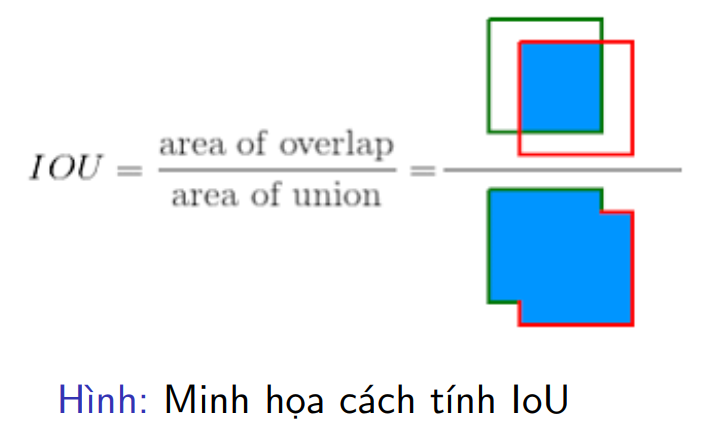 IOU = area of overlap / area of union =
Hình: Minh họa cách tính IoU